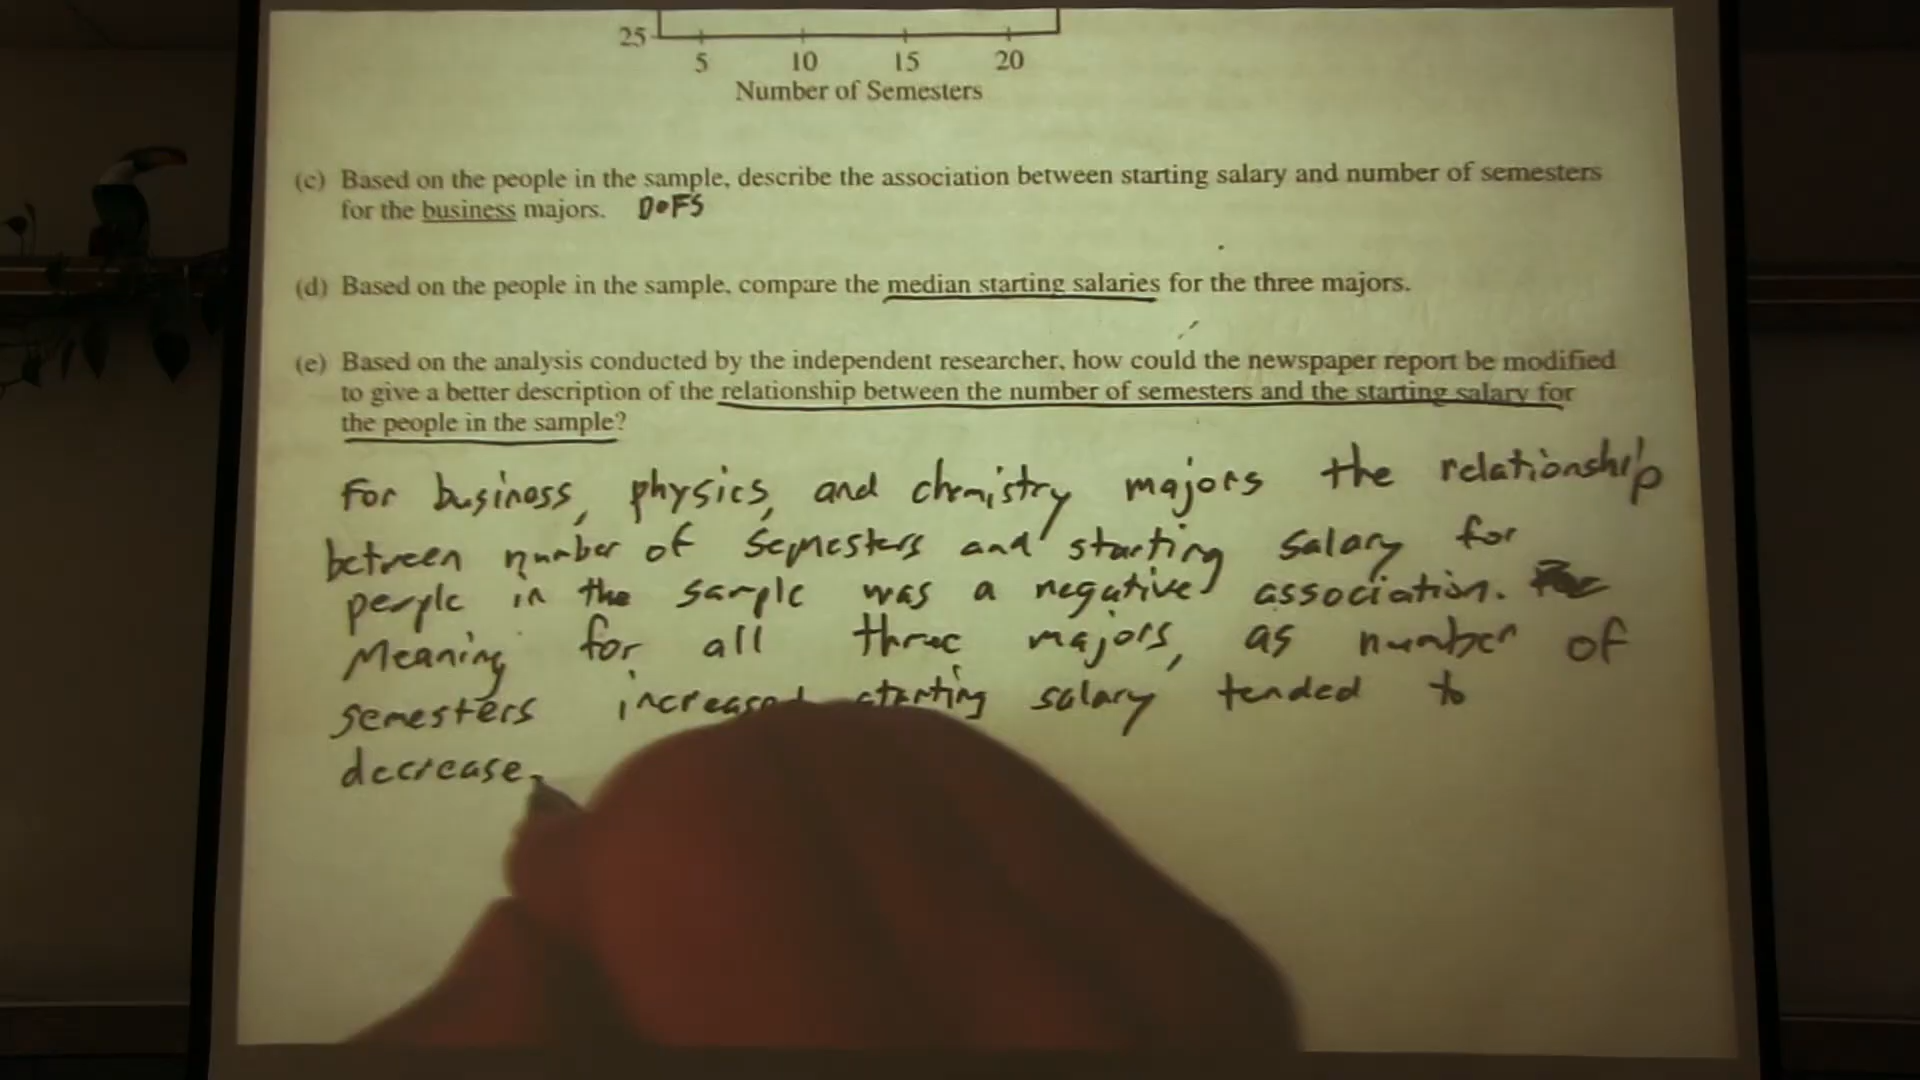 25
5 10 15 20
Number of Semesters
(c) Based on the people in the sample, describe the association between starting salary and number of semesters
for the business majors. DOFS
(d) Based on the people in the sample, compare the median starting salaries for the three majors.
(e) Based on the analysis conducted by the independent researcher, how could the newspaper report be modified
to give a better description of the relationship between the number of semesters and the starting salary for
the people in the sample?
For business, physics, and chemistry majors the relationship
between number of semesters and starting salary for
people in the sample was a negative association.
Meaning for all three majors, as number of
semesters increased starting salary tended to
decrease.